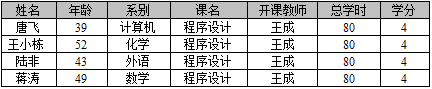 姓名 年龄 系别 课名 开课教师 总学时 学分
唐飞 39 计算机 程序设计 王成 80 4
王小栋 52 化学 程序设计 王成 80 4
陆非 43 外语 程序设计 王成 80 4
蒋涛 49 数学 程序设计 王成 80 4